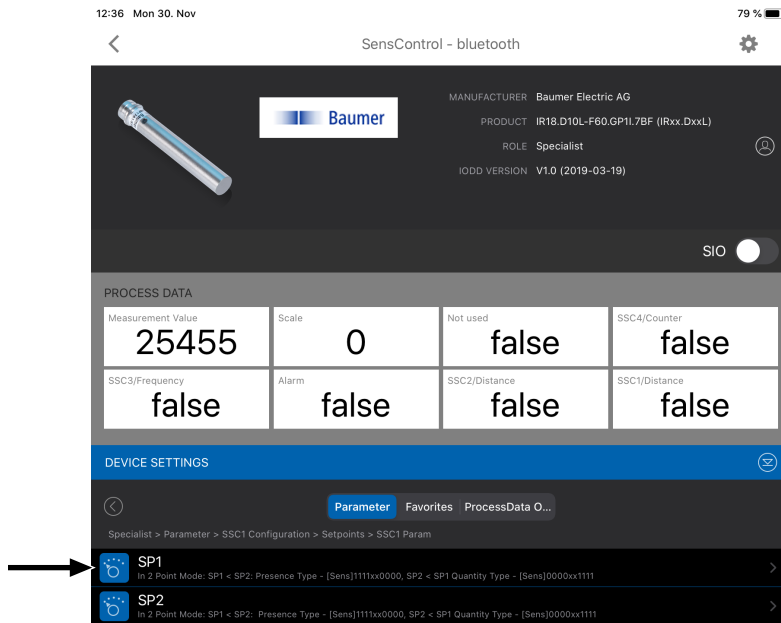 12:36 Mon 30. Nov 79 %
SensControl - bluetooth
Baumer
MANUFACTURER Baumer Electric AG
PRODUCT IR18.D10L-F60.GP1I.7BF (IRxx.DxxL)
ROLE Specialist
IODD VERSION V1.0 (2019-03-19)
SIO
PROCESS DATA
Measurement Value Scale Not used SSC4/Counter
25455 0 false false
SSC3/Frequency Alarm SSC2/Distance SSC1/Distance
false false false false
DEVICE SETTINGS
Parameter Favorites ProcessData O...
Specialist > Parameter > SSC1 Configuration > Setpoints > SSC1 Param
SP1
In 2 Point Mode: SP1 < SP2: Presence Type - [Sens]1111xx0000, SP2 < SP1 Quantity Type - [Sens]0000xx1111
SP2
In 2 Point Mode: SP1 < SP2: Presence Type - [Sens]1111xx0000, SP2 < SP1 Quantity Type - [Sens]0000xx1111